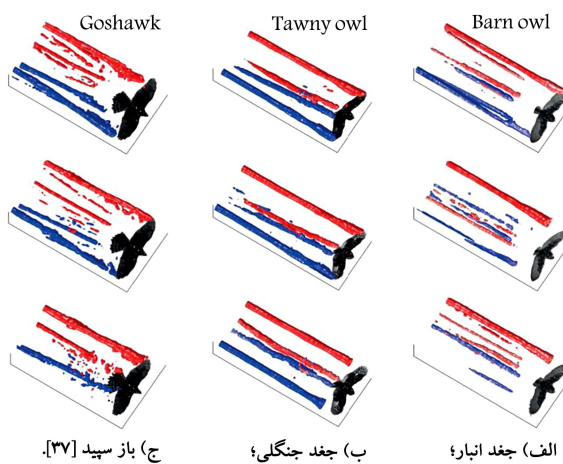 Goshawk Tawny owl Barn owl
الف) جغد انبار؛ ب) جغد جنگلی؛ ج) باز سپید [۳۷].